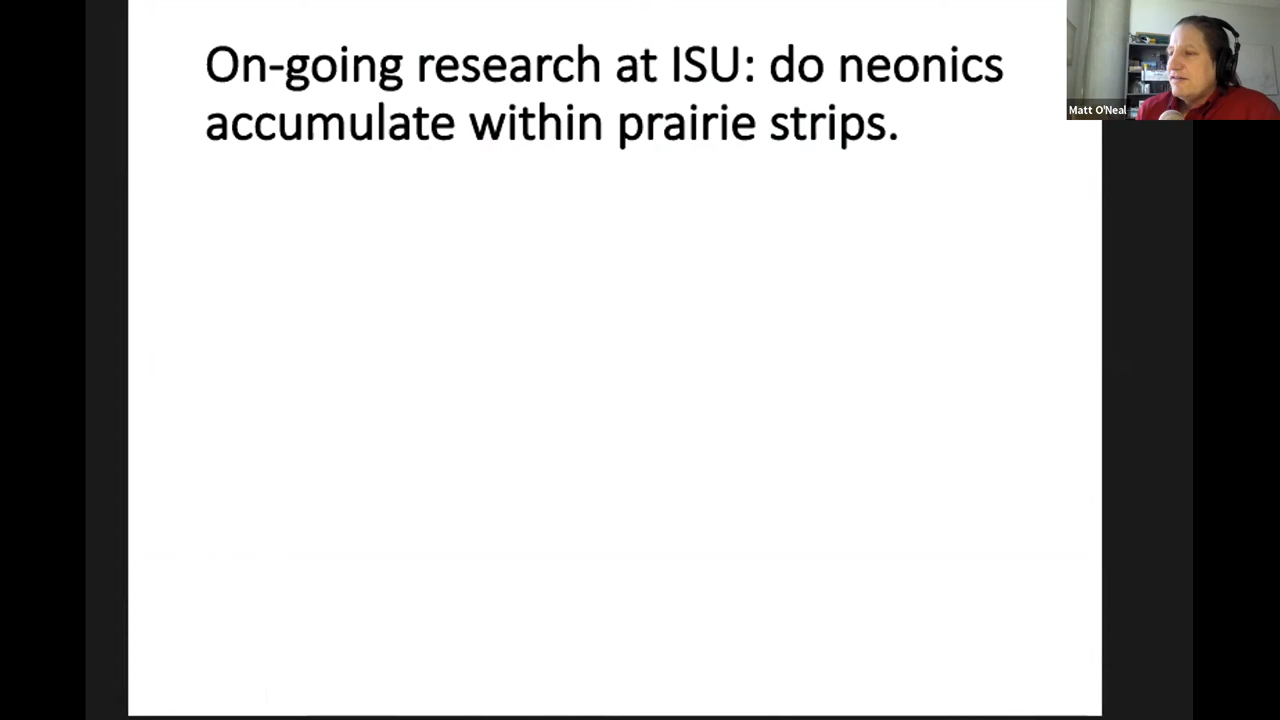 On-going research at ISU: do neonics
accumulate within prairie strips.
Matt O'Neal